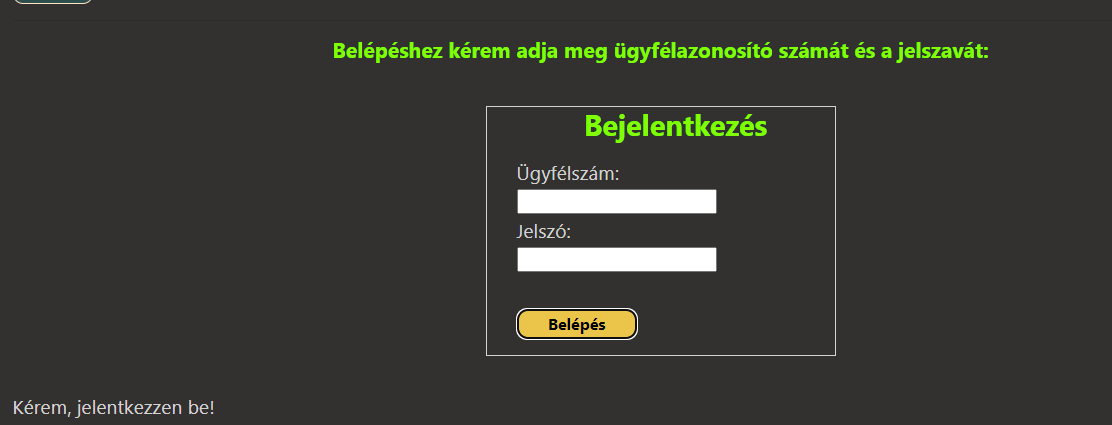 Belépéshez kérem adja meg ügyfélazonosító számát és a jelszavát:
Bejelentkezés
Ügyfélszám:
Jelszó:
Belépés
Kérem, jelentkezzen be!